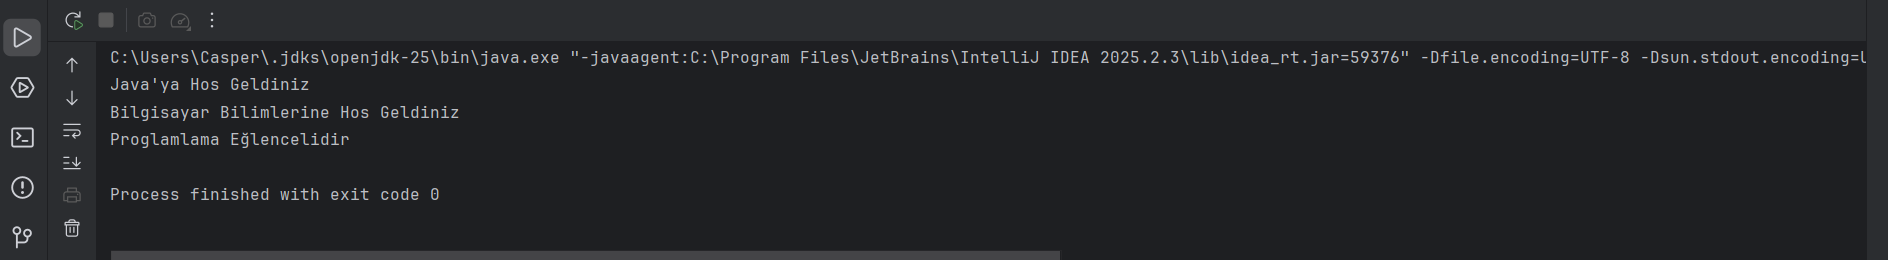 C:\Users\Casper\.jdks\openjdk-25\bin\java.exe "-javaagent:C:\Program Files\JetBrains\IntelliJ IDEA 2025.2.3\lib\idea_rt.jar=59376" -Dfile.encoding=UTF-8 -Dsun.stdout.encoding=
Java'ya Hos Geldiniz
Bilgisayar Bilimlerine Hos Geldiniz
Proglamlama Eğlencelidir
Process finished with exit code 0